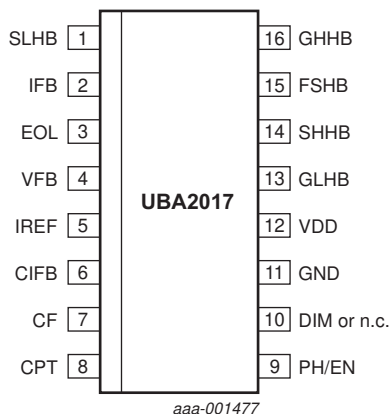 SLHB 1 16 GHHB
IFB 2 15 FSHB
EOL 3 14 SHHB
VFB 4 13 GLHB
UBA2017
IREF 5 12 VDD
CIFB 6 11 GND
CF 7 10 DIM or n.c.
CPT 8 9 PH/EN
aaa-001477